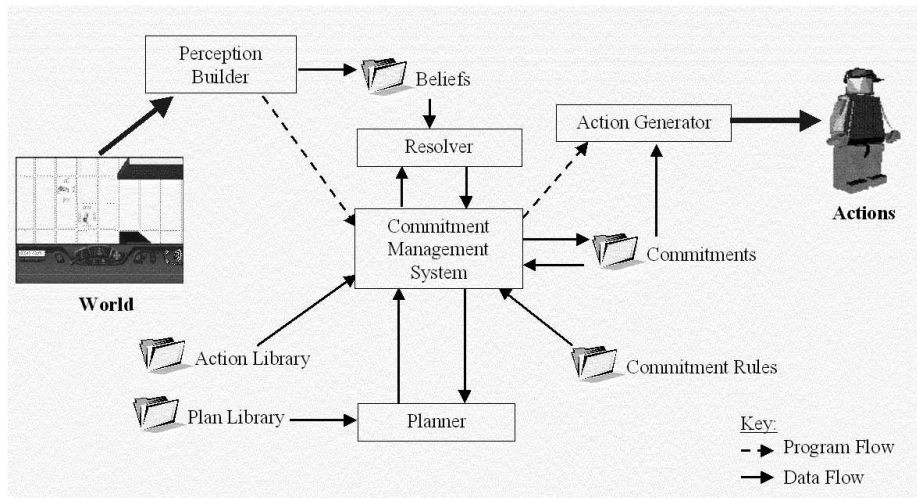 Perception
Builder
Beliefs
Resolver
Action Generator
Actions
Commitment
Management
System
Commitments
World
Action Library
Commitment Rules
Plan Library
Planner
Key:
Program Flow
Data Flow